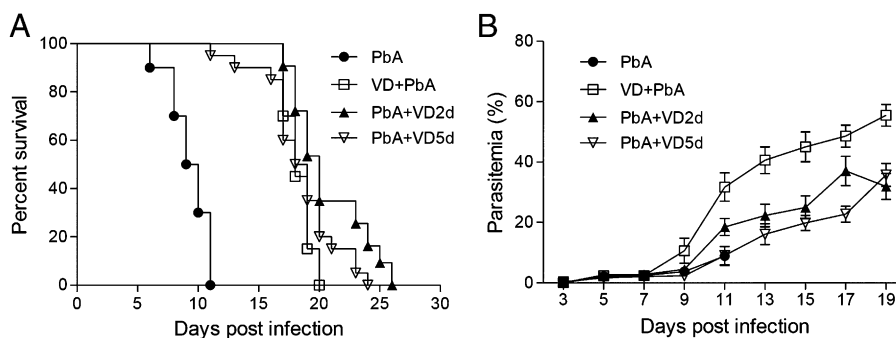 A
Percent survival
100
80
60
40
20
0
0 5 10 15 20 25 30
Days post infection
PbA
VD+PbA
PbA+VD2d
PbA+VD5d
B
Parasitemia (%)
80
60
40
20
0
3 5 7 9 11 13 15 17 19
Days post infection
PbA
VD+PbA
PbA+VD2d
PbA+VD5d